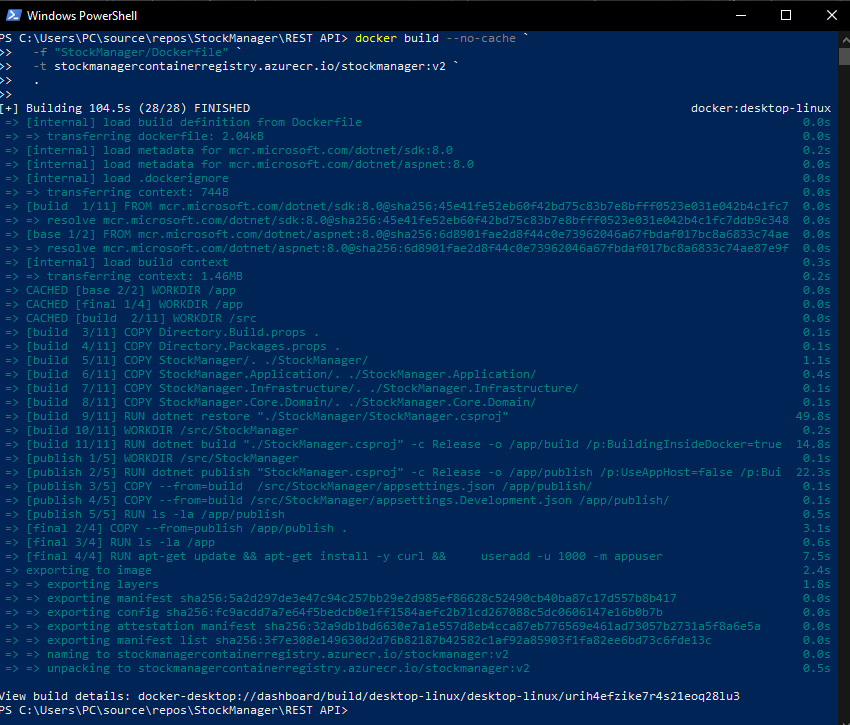 Windows PowerShell
PS C:\Users\PC\source\repos\StockManager\REST API> docker build --no-cache `
>> -f "StockManager/Dockerfile" `
>> -t stockmanagercontainerregistry.azurecr.io/stockmanager:v2 `
>> .
>>
[+] Building 104.5s (28/28) FINISHED docker:desktop-linux
=> [internal] load build definition from Dockerfile 0.0s
=> => transferring dockerfile: 2.04kB 0.0s
=> [internal] load metadata for mcr.microsoft.com/dotnet/sdk:8.0 0.2s
=> [internal] load metadata for mcr.microsoft.com/dotnet/aspnet:8.0 0.0s
=> [internal] load .dockerignore 0.0s
=> => transferring context: 744B 0.0s
=> [build 1/11] FROM mcr.microsoft.com/dotnet/sdk:8.0@sha256:45e41fe52eb60f42bd75c83b7e8bfff0523e031e042b4c1fc7 0.0s
=> => resolve mcr.microsoft.com/dotnet/sdk:8.0@sha256:45e41fe52eb60f42bd75c83b7e8bfff0523e031e042b4c1fc7ddb9c348 0.0s
=> [base 1/2] FROM mcr.microsoft.com/dotnet/aspnet:8.0@sha256:6d8901fae2d8f44c0e73962046a67fbdaf017bc8a6833c74ae 0.0s
=> => resolve mcr.microsoft.com/dotnet/aspnet:8.0@sha256:6d8901fae2d8f44c0e73962046a67fbdaf017bc8a6833c74ae87e9f 0.0s
=> [internal] load build context 0.3s
=> => transferring context: 1.46MB 0.2s
=> CACHED [base 2/2] WORKDIR /app 0.0s
=> CACHED [final 1/4] WORKDIR /app 0.0s
=> CACHED [build 2/11] WORKDIR /src 0.0s
=> [build 3/11] COPY Directory.Build.props . 0.1s
=> [build 4/11] COPY Directory.Packages.props . 0.1s
=> [build 5/11] COPY StockManager/. ./StockManager/ 1.1s
=> [build 6/11] COPY StockManager.Application/. ./StockManager.Application/ 0.4s
=> [build 7/11] COPY StockManager.Infrastructure/. ./StockManager.Infrastructure/ 0.1s
=> [build 8/11] COPY StockManager.Core.Domain/. ./StockManager.Core.Domain/ 0.1s
=> [build 9/11] RUN dotnet restore "./StockManager/StockManager.csproj" 49.8s
=> [build 10/11] WORKDIR /src/StockManager 0.2s
=> [build 11/11] RUN dotnet build "./StockManager.csproj" -c Release -o /app/build /p:BuildingInsideDocker=true 14.8s
=> [publish 1/5] WORKDIR /src/StockManager 0.1s
=> [publish 2/5] RUN dotnet publish "StockManager.csproj" -c Release -o /app/publish /p:UseAppHost=false /p:Bui 22.3s
=> [publish 3/5] COPY --from=build /src/StockManager/appsettings.json /app/publish/ 0.1s
=> [publish 4/5] COPY --from=build /src/StockManager/appsettings.Development.json /app/publish/ 0.1s
=> [publish 5/5] RUN ls -la /app/publish 0.5s
=> [final 2/4] COPY --from=publish /app/publish . 3.1s
=> [final 3/4] RUN ls -la /app 0.6s
=> [final 4/4] RUN apt-get update && apt-get install -y curl && useradd -u 1000 -m appuser 7.5s
=> exporting to image 2.4s
=> => exporting layers 1.8s
=> => exporting manifest sha256:5a2d297de3e47c94c257bb29e2d985ef86628c52490cb40ba87c17d557b8b417 0.0s
=> => exporting config sha256:fc9acdd7a7e64f5bedcb0e1ff1584aefc2b71cd267088c5dc0606147e16b0b7b 0.0s
=> => exporting attestation manifest sha256:32a9db1bd6630e7a1e557d8eb4cca87eb776569e461ad73057b2731a5f8a6e5a 0.0s
=> => exporting manifest list sha256:3f7e308e149630d2d76b82187b42582c1af92a85903f1fa82ee6bd73c6fde13c 0.0s
=> => naming to stockmanagercontainerregistry.azurecr.io/stockmanager:v2 0.0s
=> => unpacking to stockmanagercontainerregistry.azurecr.io/stockmanager:v2 0.5s
View build details: docker-desktop://dashboard/build/desktop-linux/desktop-linux/urih4efzike7r4s21eoq28lu3
PS C:\Users\PC\source\repos\StockManager\REST API>